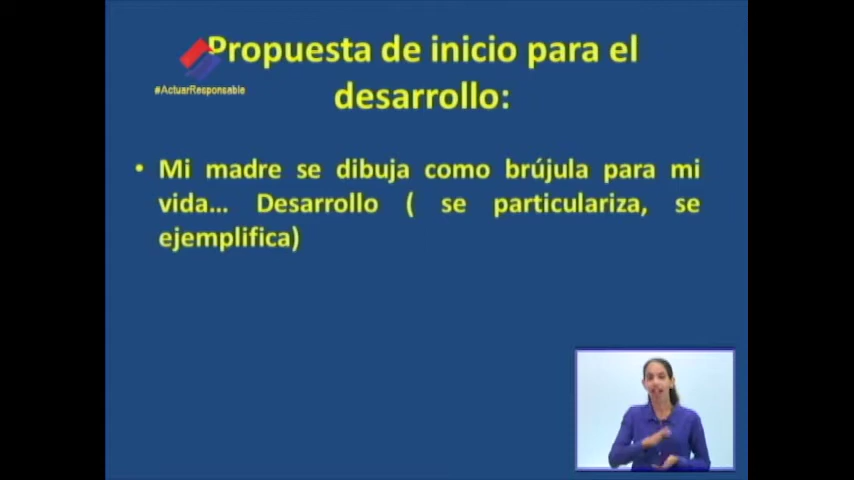 Propuesta de inicio para el
#ActuarResponsable
desarrollo:
• Mi madre se dibuja como brújula para mi
vida... Desarrollo ( se particulariza, se
ejemplifica)